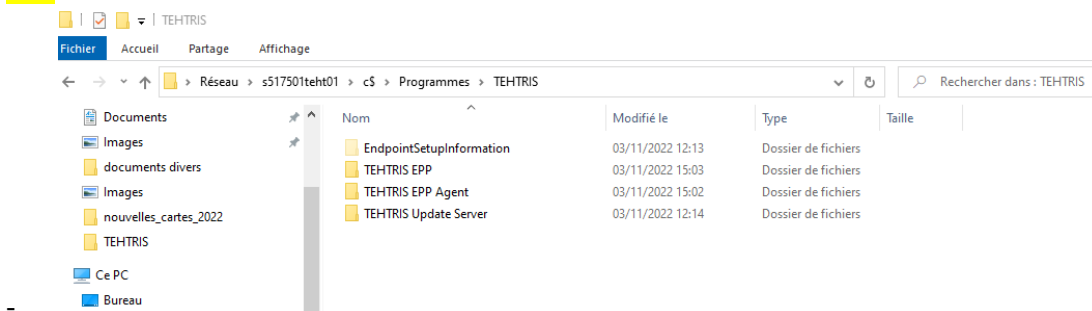 TEHTRIS
Fichier Accueil Partage Affichage
Réseau > s517501teht01 > c$ > Programmes > TEHTRIS
Rechercher dans : TEHTRIS
Documents
Images
documents divers
Images
nouvelles_cartes_2022
TEHTRIS
Ce PC
Bureau
Nom Modifié le Type Taille
EndpointSetupInformation 03/11/2022 12:13 Dossier de fichiers
TEHTRIS EPP 03/11/2022 15:03 Dossier de fichiers
TEHTRIS EPP Agent 03/11/2022 15:02 Dossier de fichiers
TEHTRIS Update Server 03/11/2022 12:14 Dossier de fichiers
-